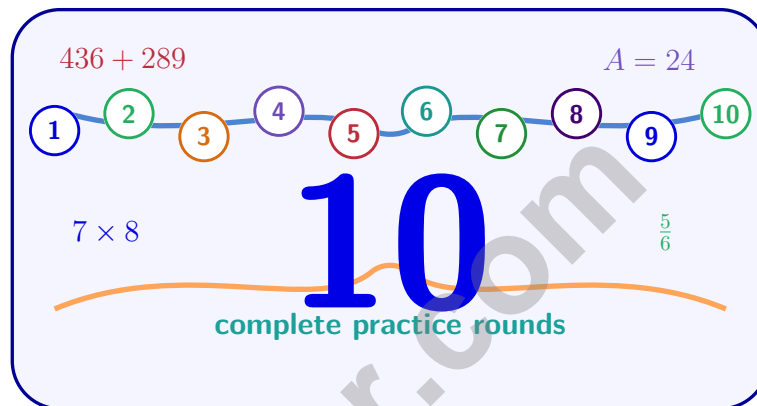 436 + 289
A = 24
1 2 3 4 5 6 7 8 9 10
10
7 × 8
5/6
complete practice rounds
r.com